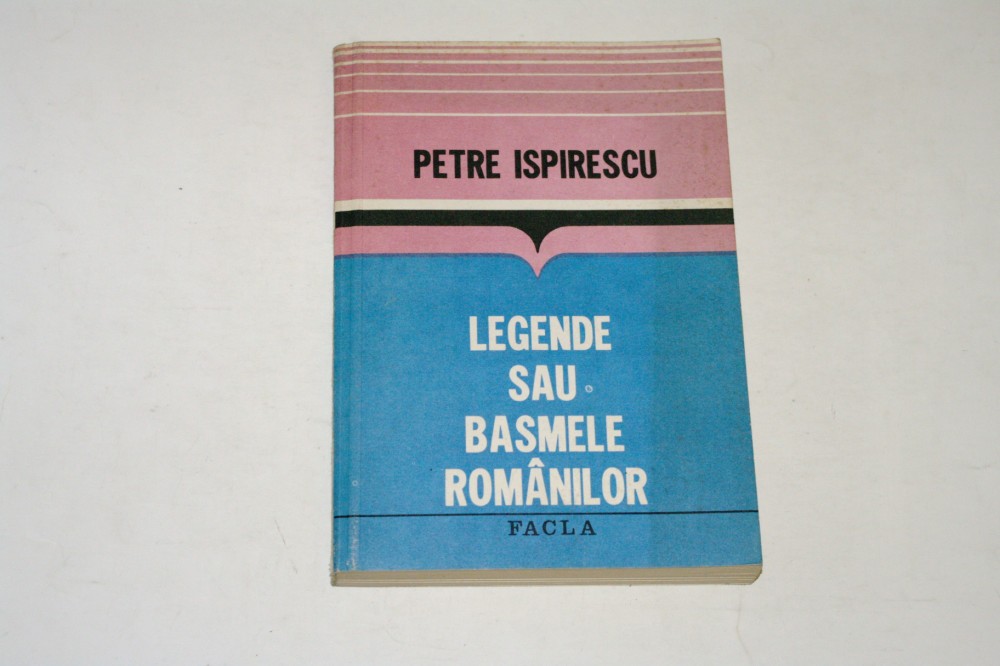 PETRE ISPIRESCU
LEGENDE
SAU
BASMELE
ROMÂNILOR
FACLA